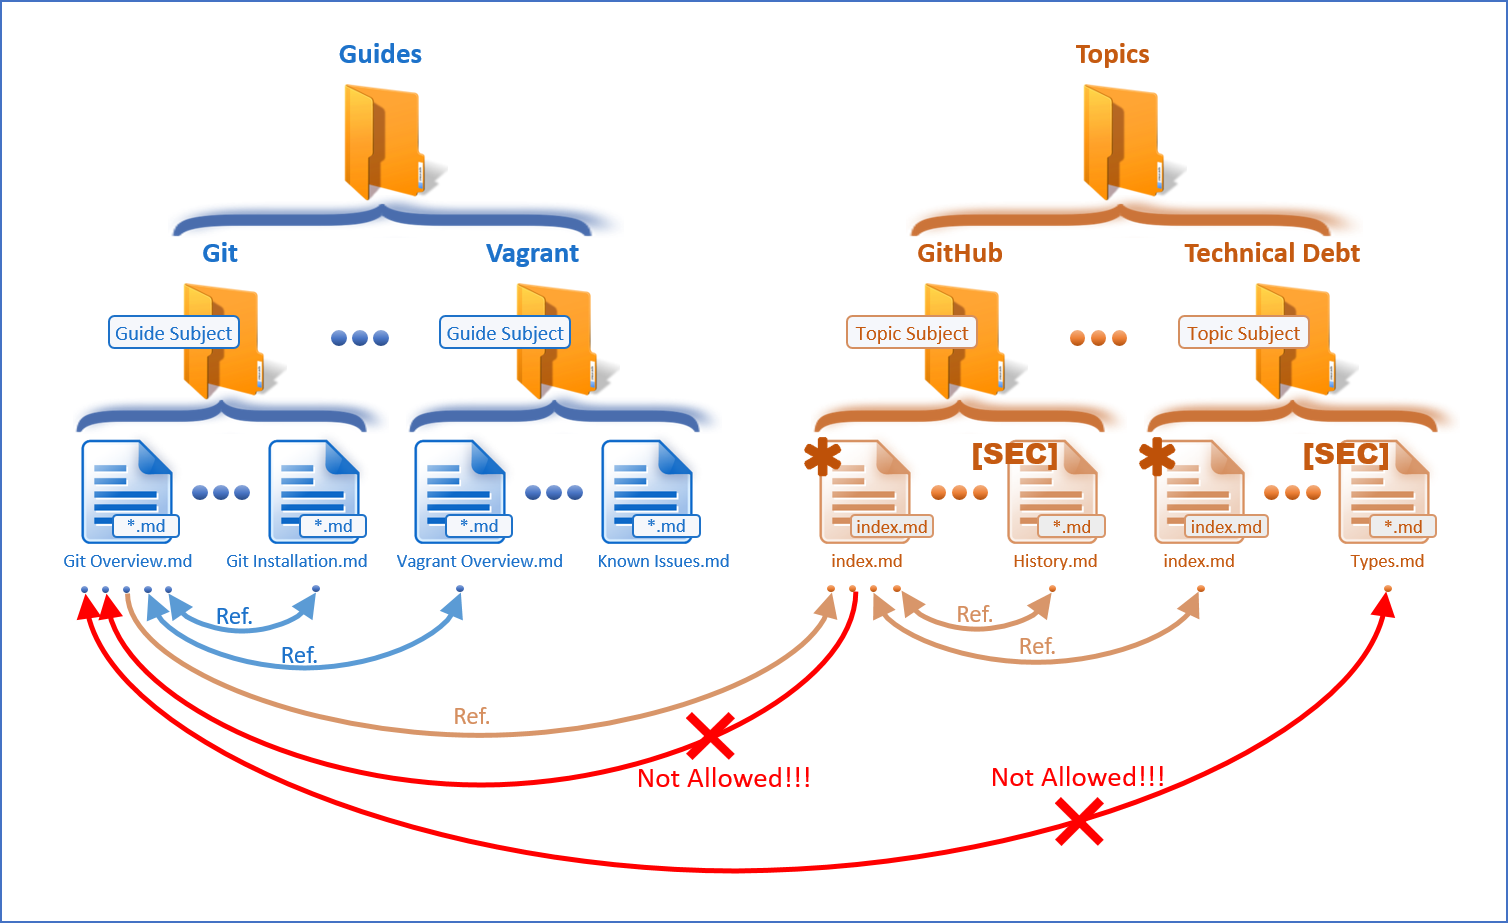 Guides
Topics
Git
Vagrant
GitHub
Technical Debt
Guide Subject
Guide Subject
Topic Subject
Topic Subject
[SEC]
[SEC]
*.md
*.md
*.md
*.md
index.md
*.md
index.md
*.md
Git Overview.md
Git Installation.md
Vagrant Overview.md
Known Issues.md
index.md
History.md
index.md
Types.md
Ref.
Ref.
Ref.
Ref.
Ref.
Not Allowed!!!
Not Allowed!!!